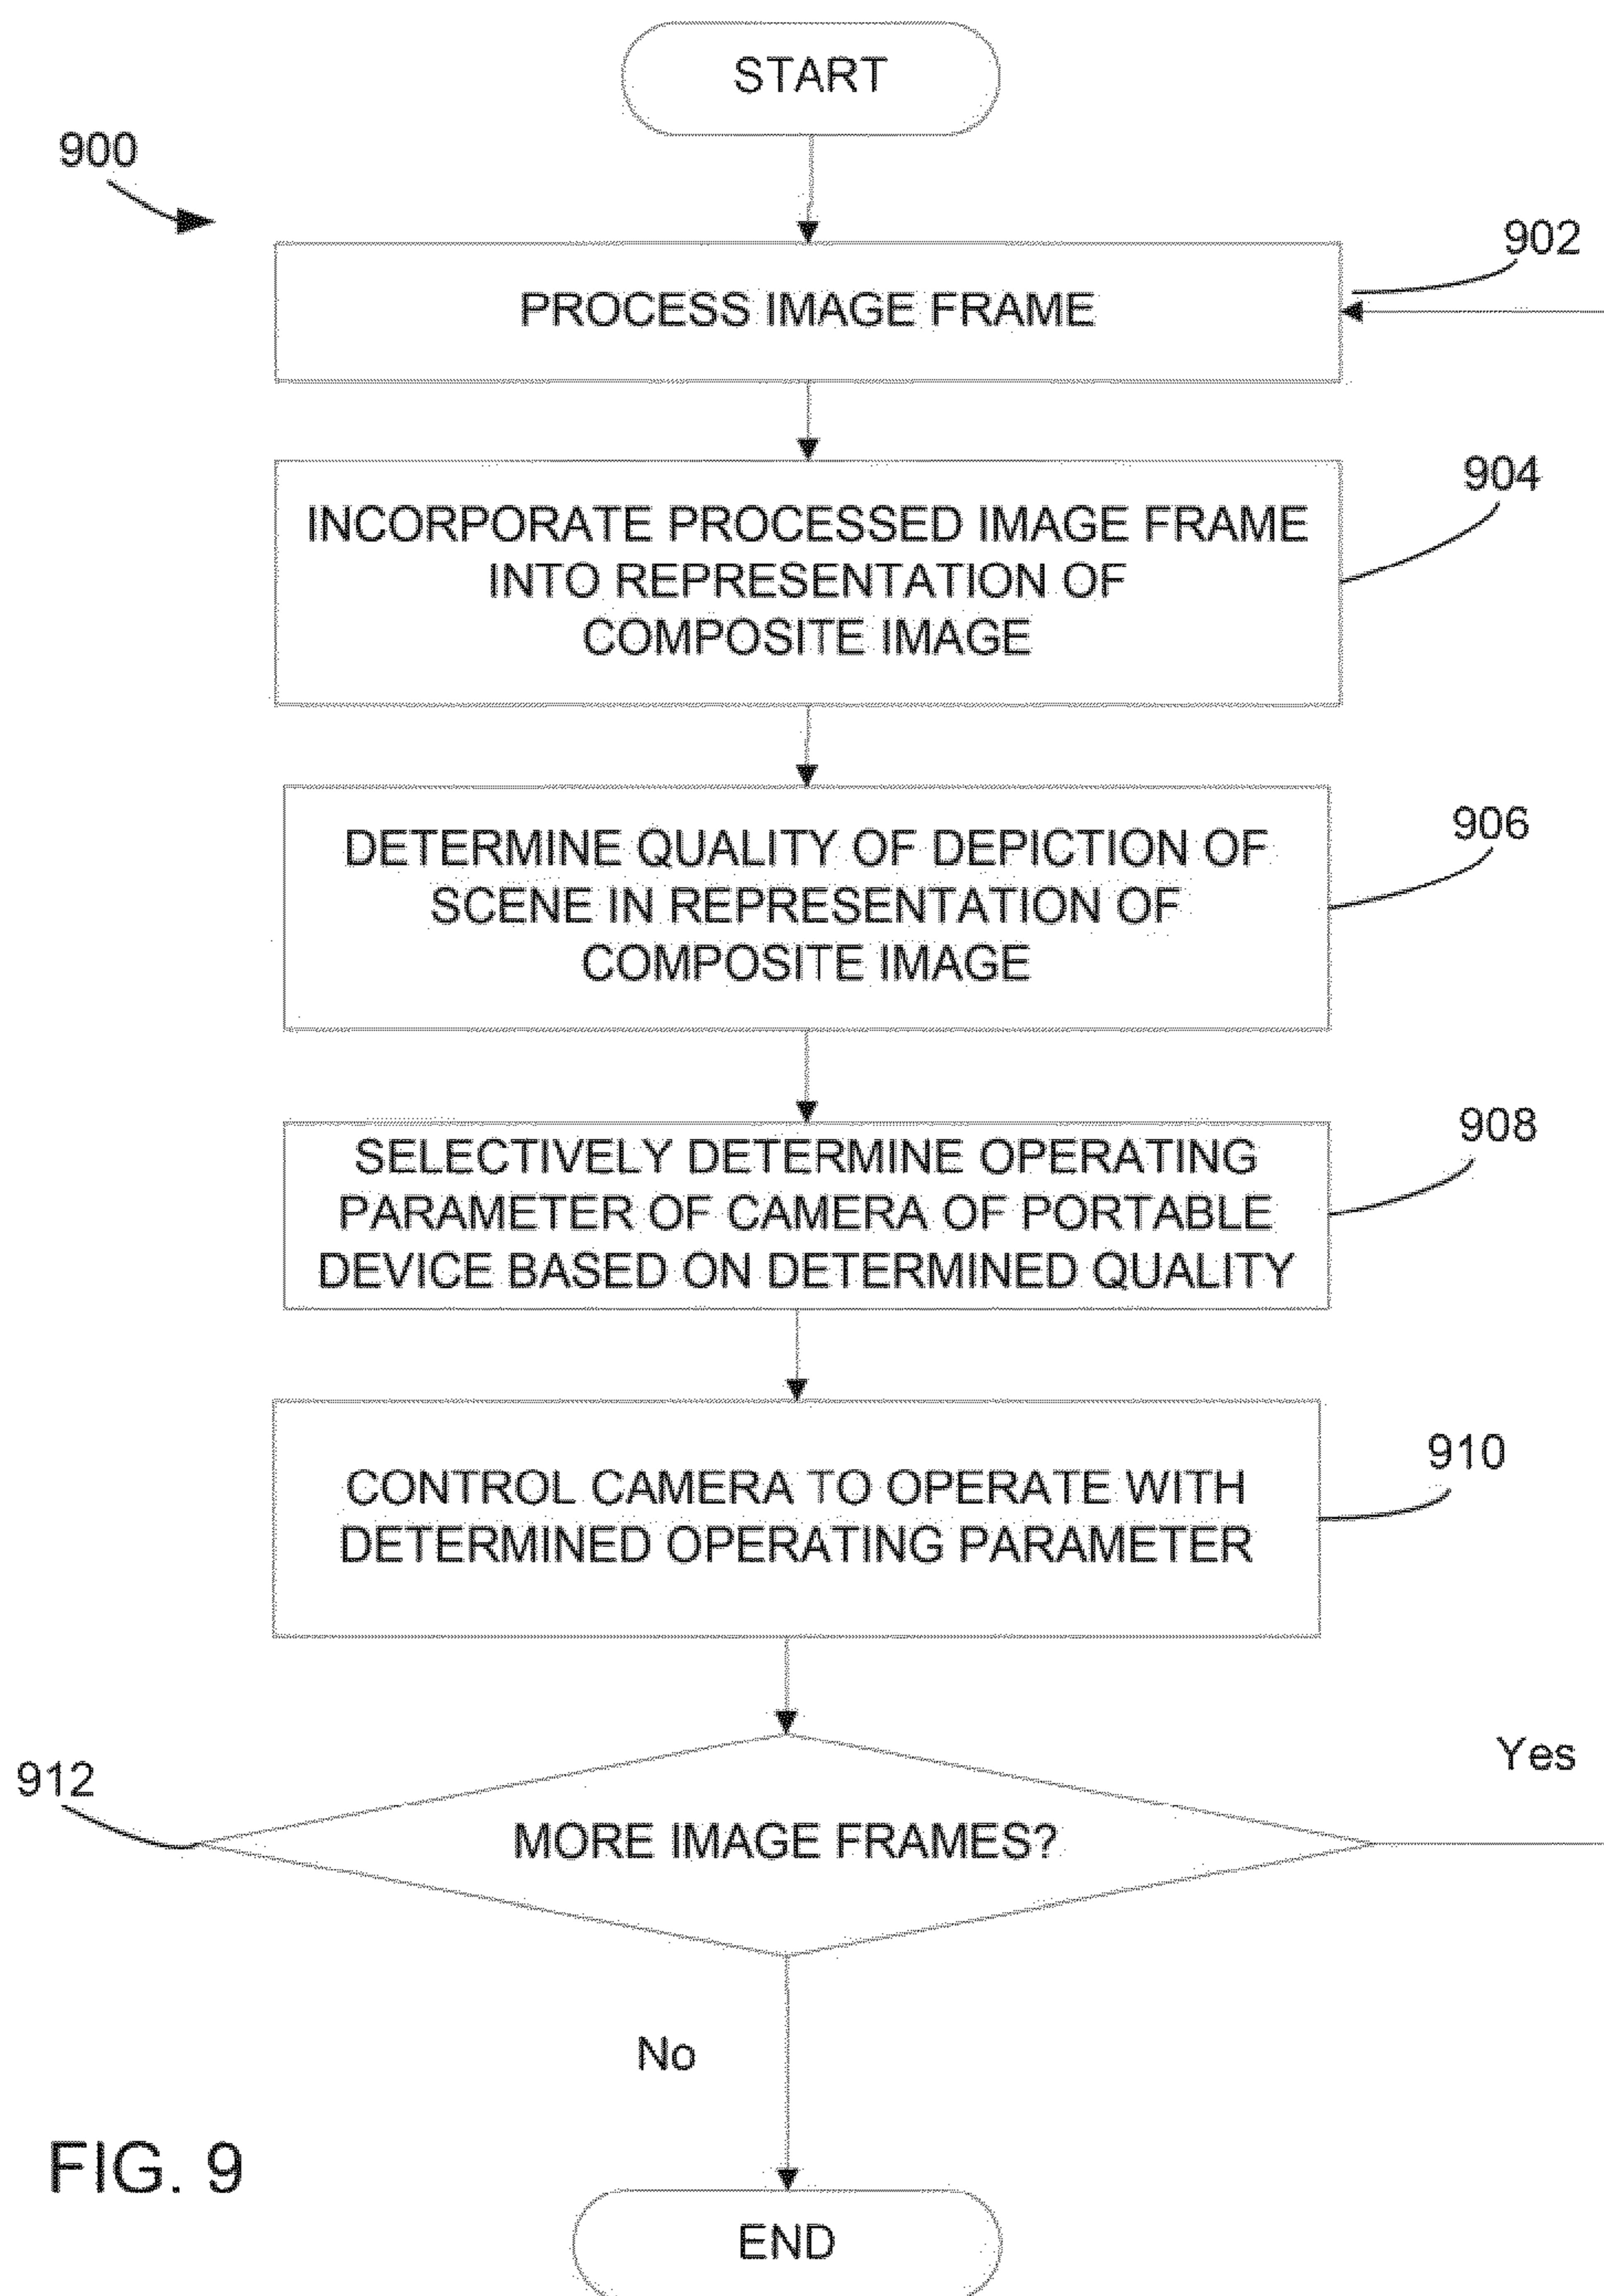 START
900
902
PROCESS IMAGE FRAME
904
INCORPORATE PROCESSED IMAGE FRAME
INTO REPRESENTATION OF
COMPOSITE IMAGE
906
DETERMINE QUALITY OF DEPICTION OF
SCENE IN REPRESENTATION OF
COMPOSITE IMAGE
908
SELECTIVELY DETERMINE OPERATING
PARAMETER OF CAMERA OF PORTABLE
DEVICE BASED ON DETERMINED QUALITY
910
CONTROL CAMERA TO OPERATE WITH
DETERMINED OPERATING PARAMETER
Yes
912
MORE IMAGE FRAMES?
No
FIG. 9
END